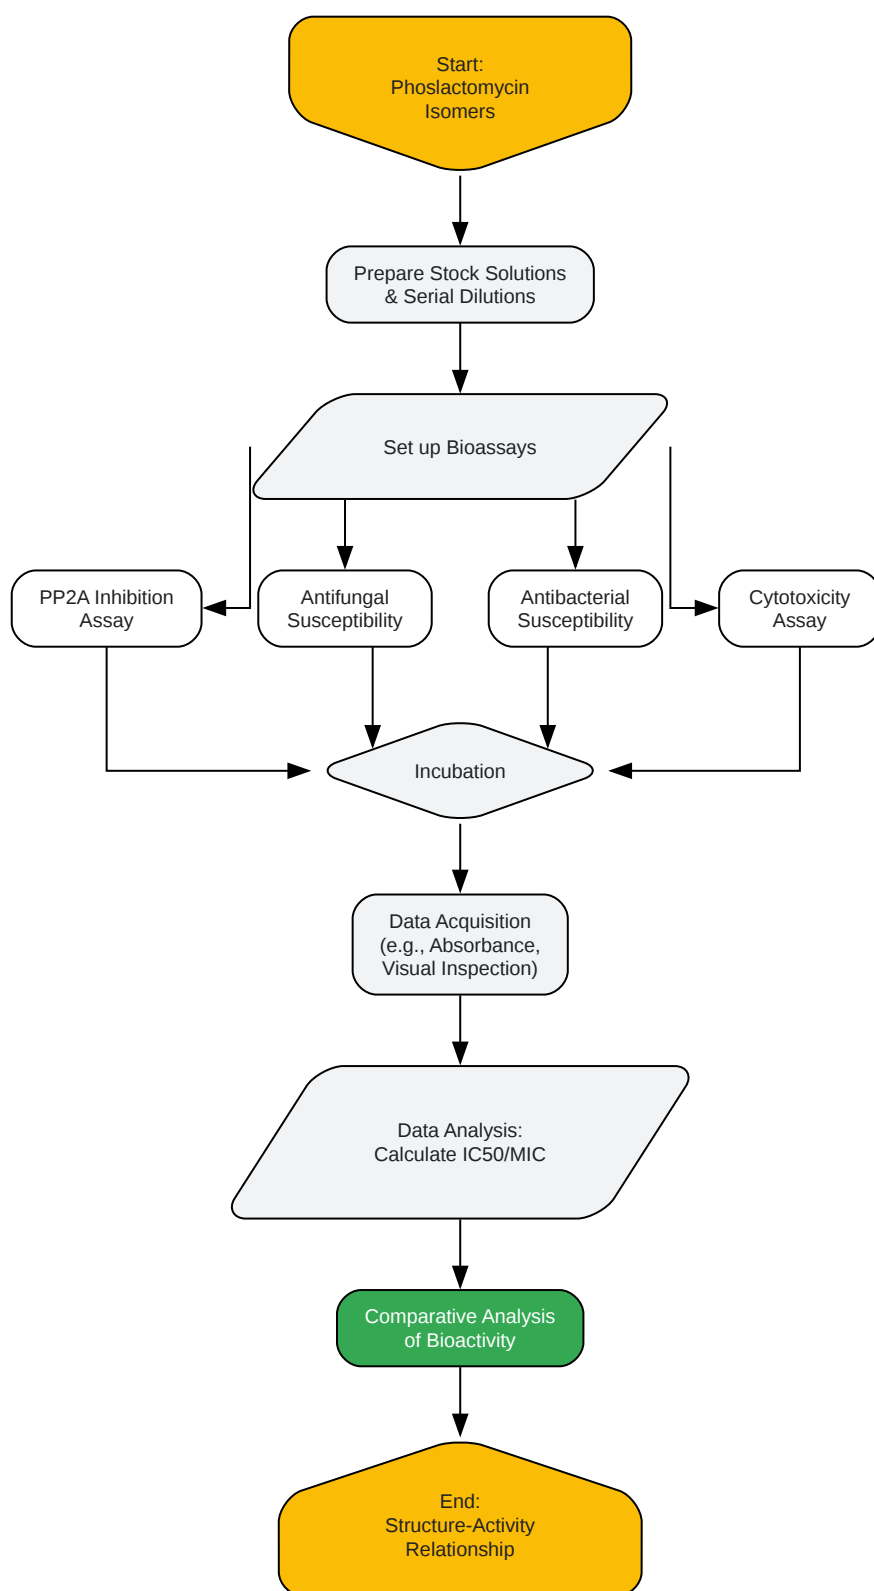 Start:
Phoslactomycin
Isomers
Prepare Stock Solutions
& Serial Dilutions
Set up Bioassays
PP2A Inhibition
Assay
Antifungal
Susceptibility
Antibacterial
Susceptibility
Cytotoxicity
Assay
Incubation
Data Acquisition
(e.g., Absorbance,
Visual Inspection)
Data Analysis:
Calculate IC50/MIC
Comparative Analysis
of Bioactivity
End:
Structure-Activity
Relationship